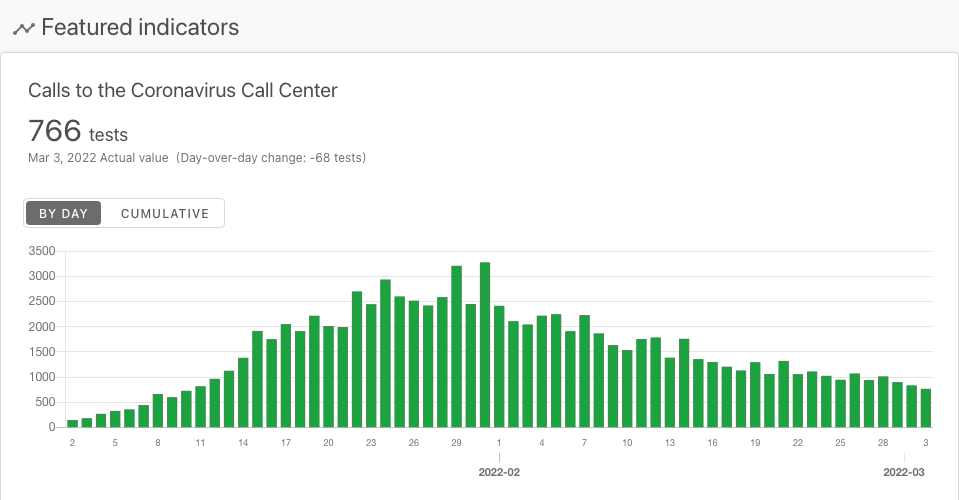 Featured indicators
Calls to the Coronavirus Call Center
766 tests
Mar 3, 2022 Actual value (Day-over-day change: -68 tests)
BY DAY CUMULATIVE
3500
3000
2500
2000
1500
1000
500
0
2 5 8 11 14 17 20 23 26 29 1 4 7 10 13 16 19 22 25 28 3
2022-02 2022-03